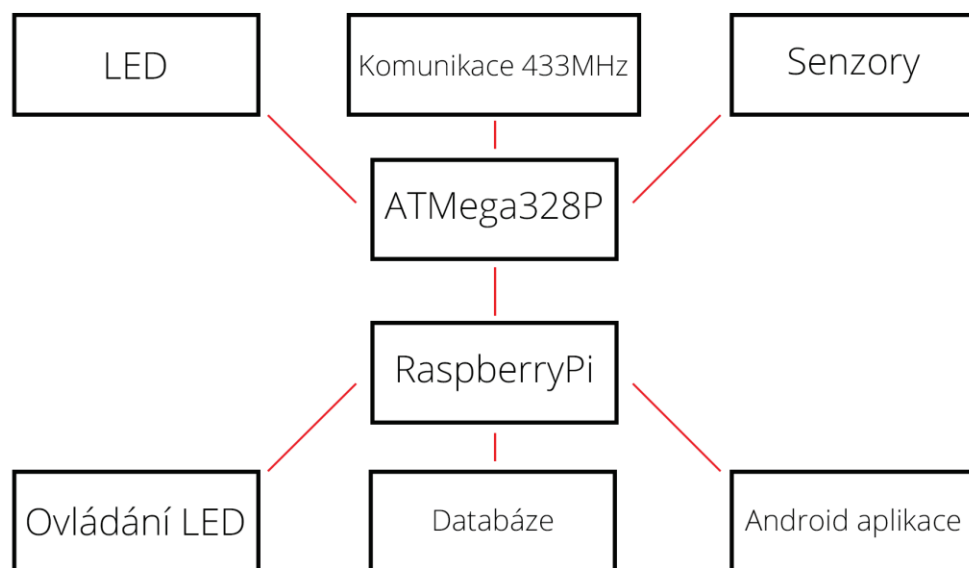 LED
Komunikace 433MHz
Senzory
ATMega328P
RaspberryPi
Ovládání LED
Databáze
Android aplikace